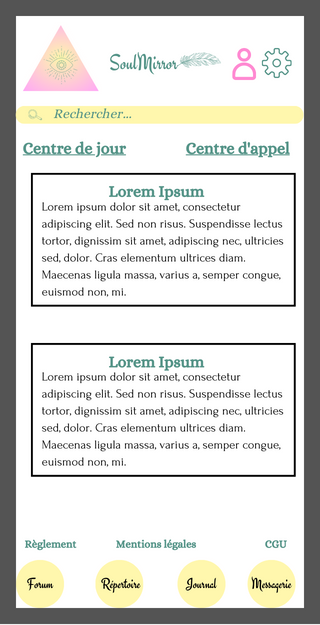 SoulMirror
Rechercher...
Centre de jour Centre d'appel
Lorem Ipsum
Lorem ipsum dolor sit amet, consectetur
adipiscing elit. Sed non risus. Suspendisse lectus
tortor, dignissim sit amet, adipiscing nec, ultricies
sed, dolor. Cras elementum ultrices diam.
Maecenas ligula massa, varius a, semper congue,
euismod non, mi.
Lorem Ipsum
Lorem ipsum dolor sit amet, consectetur
adipiscing elit. Sed non risus. Suspendisse lectus
tortor, dignissim sit amet, adipiscing nec, ultricies
sed, dolor. Cras elementum ultrices diam.
Maecenas ligula massa, varius a, semper congue,
euismod non, mi.
Règlement Mentions légales CGU
Forum Répertoire Journal Messagerie